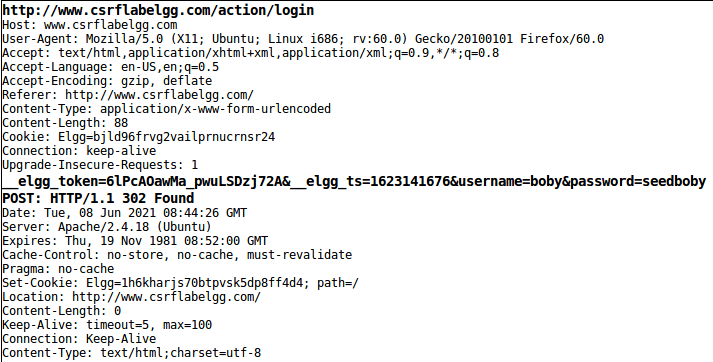 http://www.csrflabelgg.com/action/login
Host: www.csrflabelgg.com
User-Agent: Mozilla/5.0 (X11; Ubuntu; Linux i686; rv:60.0) Gecko/20100101 Firefox/60.0
Accept: text/html,application/xhtml+xml,application/xml;q=0.9,*/*;q=0.8
Accept-Language: en-US,en;q=0.5
Accept-Encoding: gzip, deflate
Referer: http://www.csrflabelgg.com/
Content-Type: application/x-www-form-urlencoded
Content-Length: 88
Cookie: Elgg=bjld96frvg2vailprnucrnsr24
Connection: keep-alive
Upgrade-Insecure-Requests: 1
__elgg_token=6lPcAOawMa_pwuLSDzj72A&__elgg_ts=1623141676&username=boby&password=seedboby
POST: HTTP/1.1 302 Found
Date: Tue, 08 Jun 2021 08:44:26 GMT
Server: Apache/2.4.18 (Ubuntu)
Expires: Thu, 19 Nov 1981 08:52:00 GMT
Cache-Control: no-store, no-cache, must-revalidate
Pragma: no-cache
Set-Cookie: Elgg=1h6kharjs70btpvsk5dp8ff4d4; path=/
Location: http://www.csrflabelgg.com/
Content-Length: 0
Keep-Alive: timeout=5, max=100
Connection: Keep-Alive
Content-Type: text/html;charset=utf-8